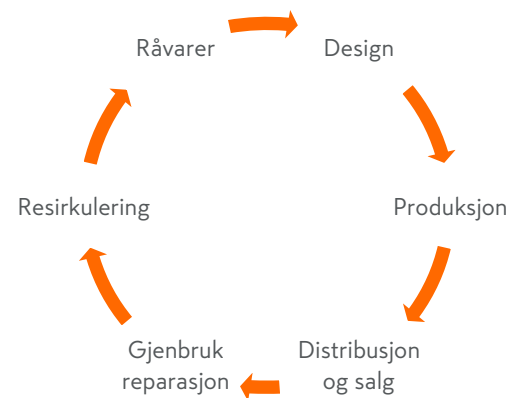 Råvarer
Design
Produksjon
Distribusjon
og salg
Gjenbruk
reparasjon
Resirkulering